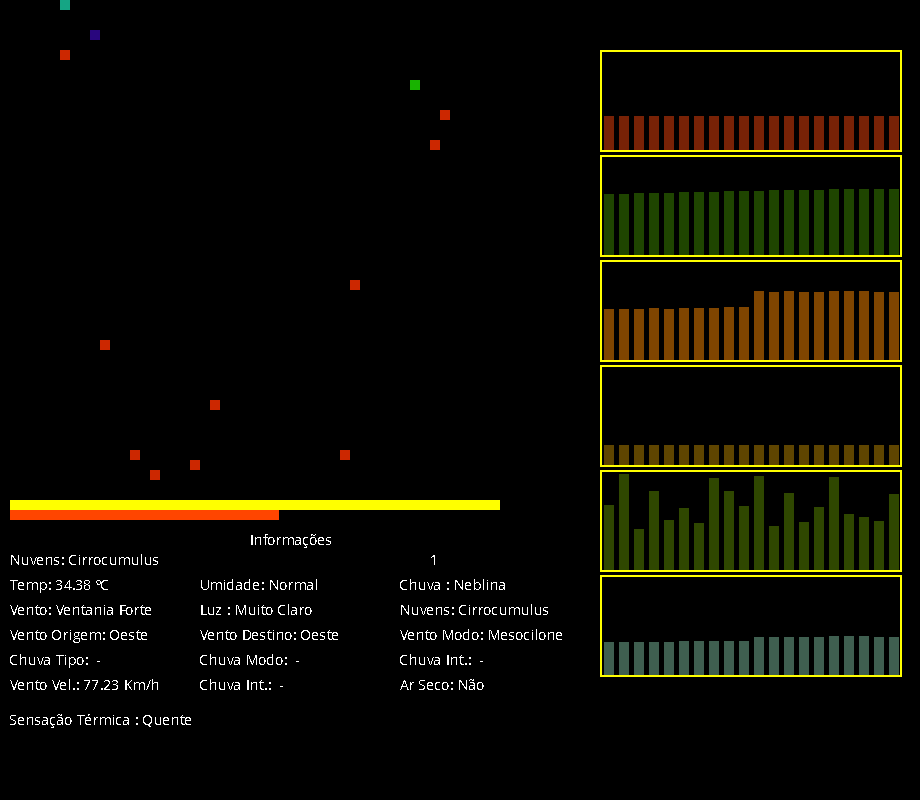 Informações
Nuvens: Cirrocumulus 1
Temp: 34.38 ºC Umidade: Normal Chuva : Neblina
Vento: Ventania Forte Luz : Muito Claro Nuvens: Cirrocumulus
Vento Origem: Oeste Vento Destino: Oeste Vento Modo: Mesocilone
Chuva Tipo: - Chuva Modo: - Chuva Int.: -
Vento Vel.: 77.23 Km/h Chuva Int.: - Ar Seco: Não
Sensação Térmica : Quente